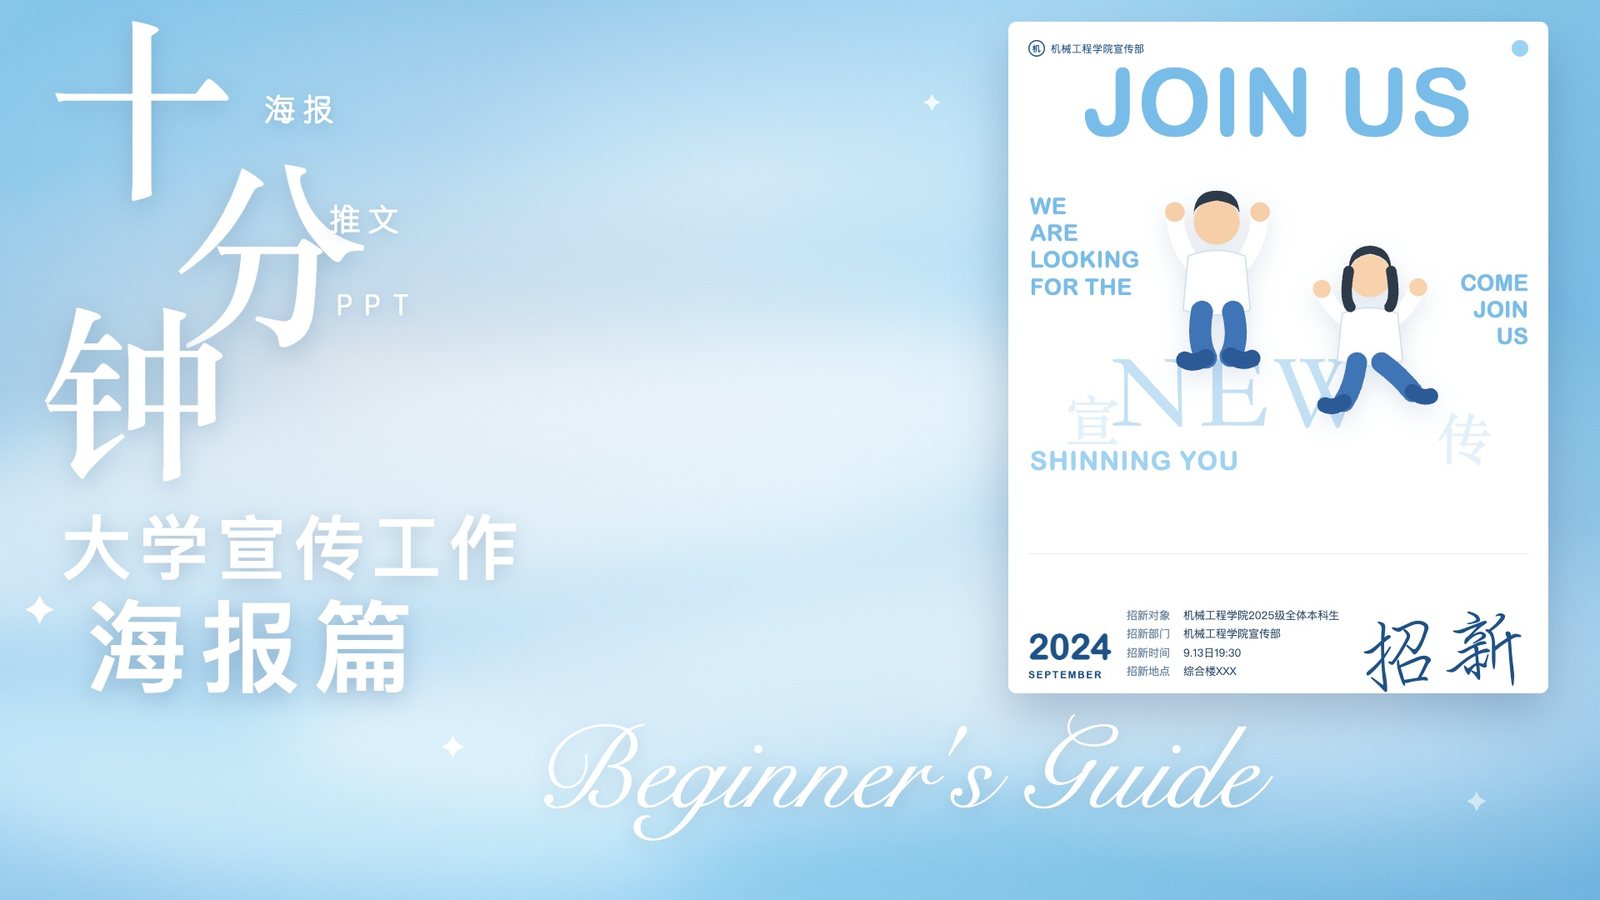 十分钟
海报
推文
PPT
大学宣传工作
海报篇
Beginner's Guide
机 机械工程学院宣传部
JOIN US
WE
ARE
LOOKING
FOR THE
COME
JOIN
US
NEW
宣
传
SHINNING YOU
2024
SEPTEMBER
招新对象 机械工程学院2025级全体本科生
招新部门 机械工程学院宣传部
招新时间 9.13日19:30
招新地点 综合楼XXX
招新